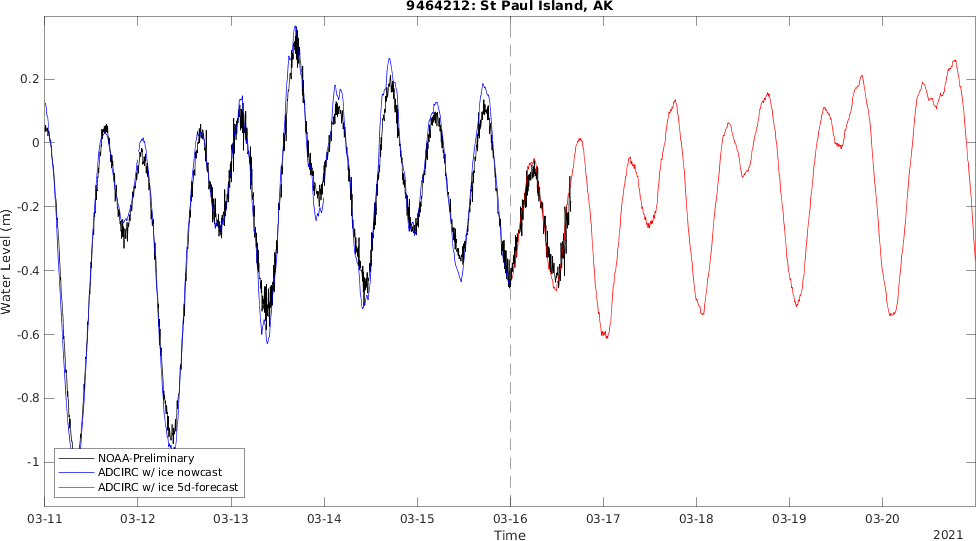 9464212: St Paul Island, AK
Water Level (m)
0.2
0
-0.2
-0.4
-0.6
-0.8
-1
NOAA-Preliminary
ADCIRC w/ ice nowcast
ADCIRC w/ ice 5d-forecast
03-11 03-12 03-13 03-14 03-15 03-16 03-17 03-18 03-19 03-20
Time
2021